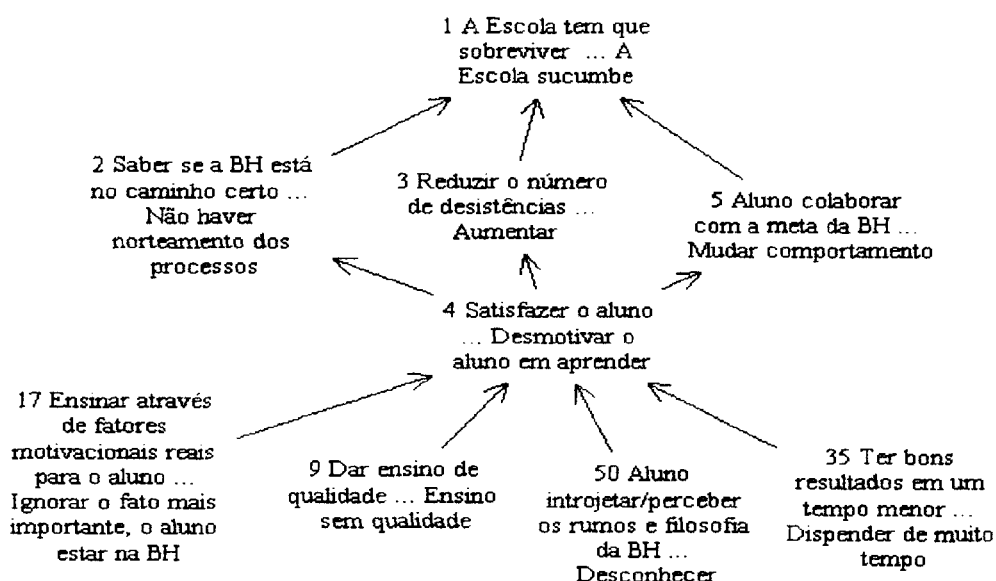 1 A Escola tem que
sobreviver ... A
Escola sucumbe
2 Saber se a BH está
no caminho certo ...
Não haver
norteamento dos
processos
3 Reduzir o número
de desistências ...
Aumentar
5 Aluno colaborar
com a meta da BH ...
Mudar comportamento
4 Satisfazer o aluno
... Desmotivar o
aluno em aprender
17 Ensinar através
de fatores
motivacionais reais
para o aluno ...
Ignorar o fato mais
importante, o aluno
estar na BH
9 Dar ensino de
qualidade ... Ensino
sem qualidade
50 Aluno
introjetar/perceber
os rumos e filosofia
da BH ...
Desconhecer
35 Ter bons
resultados em um
tempo menor ...
Dispender de muito
tempo